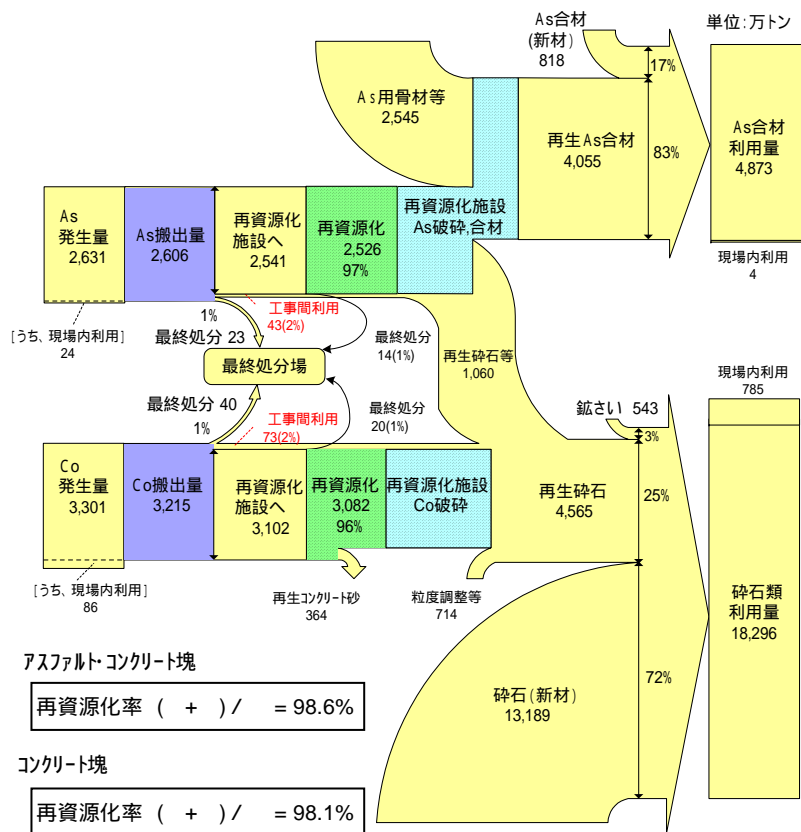 単位:万トン
As合材
(新材)
818
17%
As用骨材等
2,545
再生As合材
4,055
83%
As合材
利用量
4,873
現場内利用
4
As
発生量
2,631
As搬出量
2,606
再資源化
施設へ
2,541
再資源化
2,526
97%
再資源化施設
As破砕,合材
[うち、現場内利用]
24
1%
最終処分 23
工事間利用
43(2%)
最終処分
14(1%)
再生砕石等
1,060
最終処分場
最終処分 40
1%
工事間利用
73(2%)
最終処分
20(1%)
鉱さい 543
3%
現場内利用
785
Co
発生量
3,301
Co搬出量
3,215
再資源化
施設へ
3,102
再資源化
3,082
96%
再資源化施設
Co破砕
再生砕石
4,565
25%
[うち、現場内利用]
86
再生コンクリート砂
364
粒度調整等
714
砕石類
利用量
18,296
砕石(新材)
13,189
72%
アスファルト・コンクリート塊
再資源化率 ( + )/ = 98.6%
コンクリート塊
再資源化率 ( + )/ = 98.1%